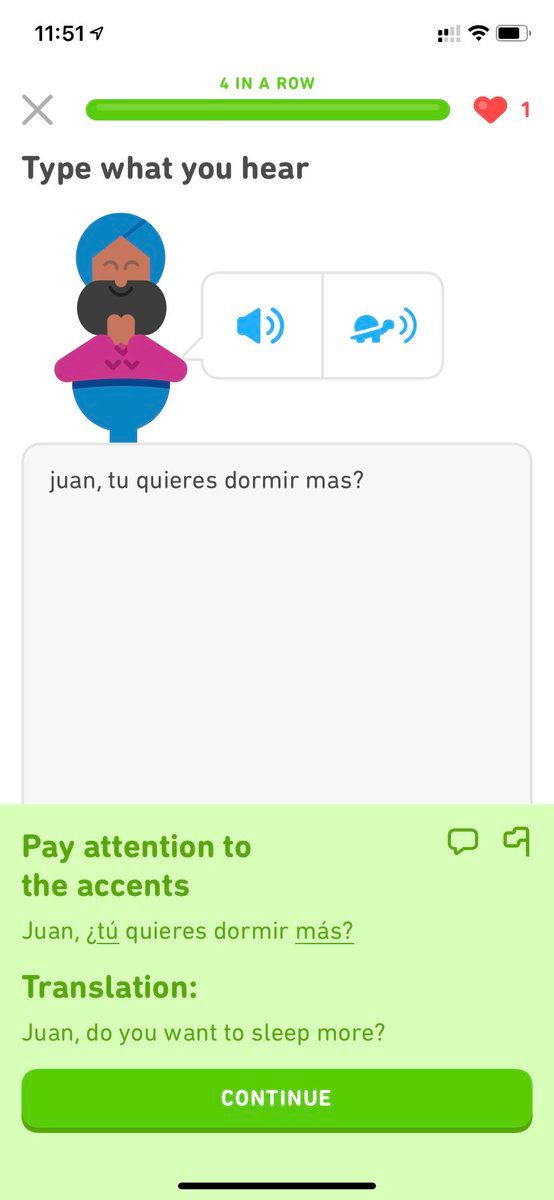 11:51
4 IN A ROW
1
Type what you hear
juan, tu quieres dormir mas?
Pay attention to
the accents
Juan, ¿tú quieres dormir más?
Translation:
Juan, do you want to sleep more?
CONTINUE